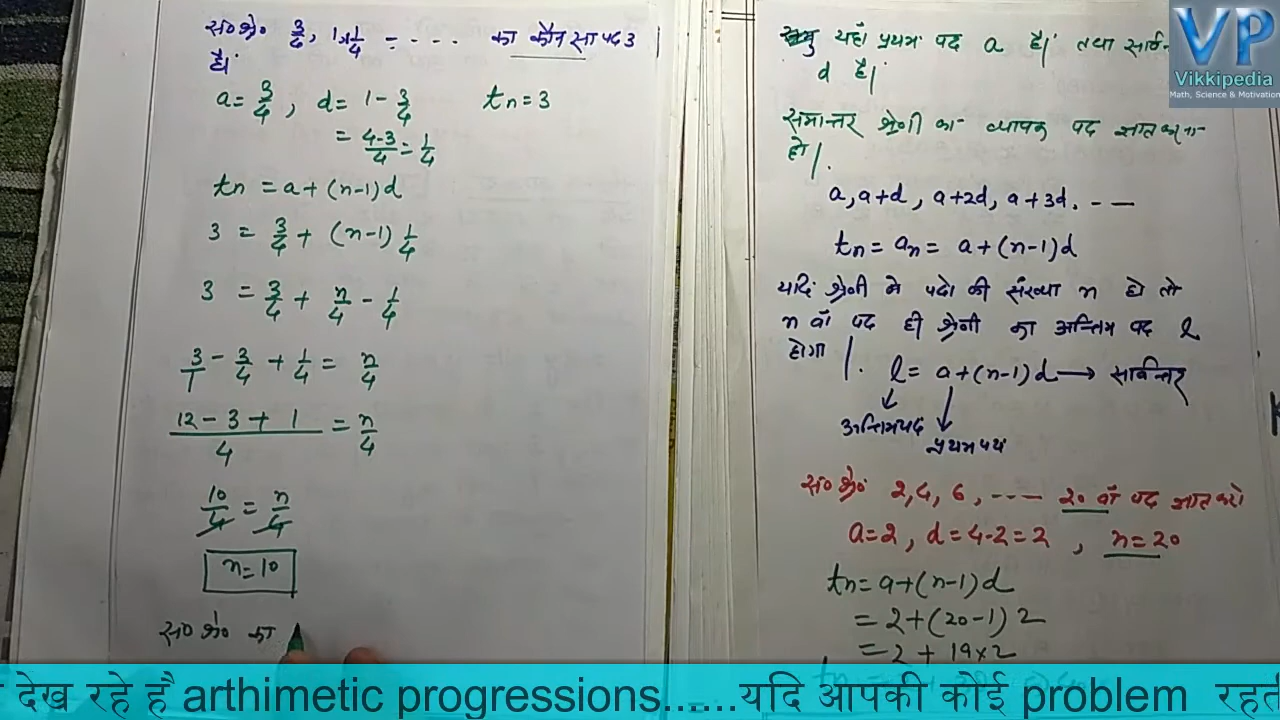 स० श्रे० 3/4, 1, 1 1/4 - - - - का कौन सा पद 3
है।
a = 3/4, d = 1 - 3/4 tn = 3
= 4-3/4 = 1/4
tn = a + (n-1) d
3 = 3/4 + (n-1) 1/4
3 = 3/4 + n/4 - 1/4
3/1 - 3/4 + 1/4 = n/4
12 - 3 + 1/4 = n/4
10/4 = n/4
n = 10
स० श्रे० का
यहाँ प्रथम पद a है। तथा सार्व
d है।
समान्तर श्रेणी का व्यापक पद ज्ञात करना
हो।
a, a+d, a+2d, a+3d, - —
tn = an = a + (n-1) d
यदि श्रेणी मे पदो की संख्या n हो तो
n वाँ पद ही श्रेणी का अन्तिम पद l
होगा।
l = a + (n-1) d → सार्वन्तर
अन्तिम पद
प्रथम पद
स० श्रे० 2, 4, 6, - - - - 20 वाँ पद ज्ञात करो
a = 2, d = 4-2 = 2, n = 20
tn = a + (n-1) d
= 2 + (20-1) 2
= 2 + 19×2
VP
Vikkipedia
Math, Science & Motivation
देख रहे है arthimetic progressions......यदि आपकी कोई problem रहती